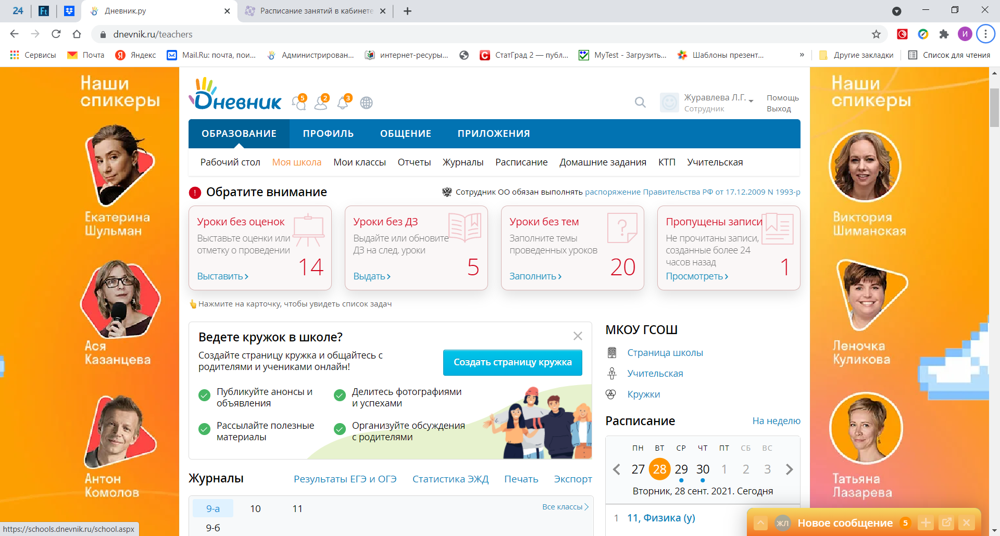 24
Дневник.ру
Расписание занятий в кабинете
dnevnik.ru/teachers
И
Сервисы
Почта
Яндекс
Mail.Ru: почта, пои...
Администрирован...
интернет-ресуры...
СтатГрад 2 — публ...
MyTest - Загрузить...
Шаблоны презент...
»
Другие закладки
Список для чтения
Наши
спикеры
Екатерина
Шульман
Ася
Казанцева
Антон
Комолов
Дневник
5
2
3
Журавлева Л.Г.
Сотрудник
Помощь
Выход
ОБРАЗОВАНИЕ
ПРОФИЛЬ
ОБЩЕНИЕ
ПРИЛОЖЕНИЯ
Рабочий стол
Моя школа
Мои классы
Отчеты
Журналы
Расписание
Домашние задания
КТП
Учительская
Обратите внимание
Сотрудник ОО обязан выполнять распоряжение Правительства РФ от 17.12.2009 N 1993-р
Уроки без оценок
Выставьте оценки или
отметку о проведении
14
Выставить
Уроки без ДЗ
Выдайте или обновите
ДЗ на след. уроки
5
Выдать
Уроки без тем
Заполните темы
проведенных уроков
20
Заполнить
Пропущены записи
Не прочитаны записи,
созданные более 24
часов назад
1
Просмотреть
Нажмите на карточку, чтобы увидеть список задач
Ведете кружок в школе?
Создайте страницу кружка и общайтесь с
родителями и учениками онлайн!
Создать страницу кружка
Публикуйте анонсы и
объявления
Делитесь фотографиями
и успехами
Рассылайте полезные
материалы
Организуйте обсуждения
с родителями
Журналы
Результаты ЕГЭ и ОГЭ
Статистика ЭЖД
Печать
Экспорт
9-а
10
11
Все классы
9-б
МКОУ ГСОШ
Страница школы
Учительская
Кружки
Расписание
На неделю
ПН ВТ СР ЧТ ПТ СБ ВС
27 28 29 30 1 2 3
Вторник, 28 сент. 2021. Сегодня
1 11, Физика (у)
Наши
спикеры
Виктория
Шиманская
Леночка
Куликова
Татьяна
Лазарева
ЖЛ
Новое сообщение
5
https://schools.dnevnik.ru/school.aspx